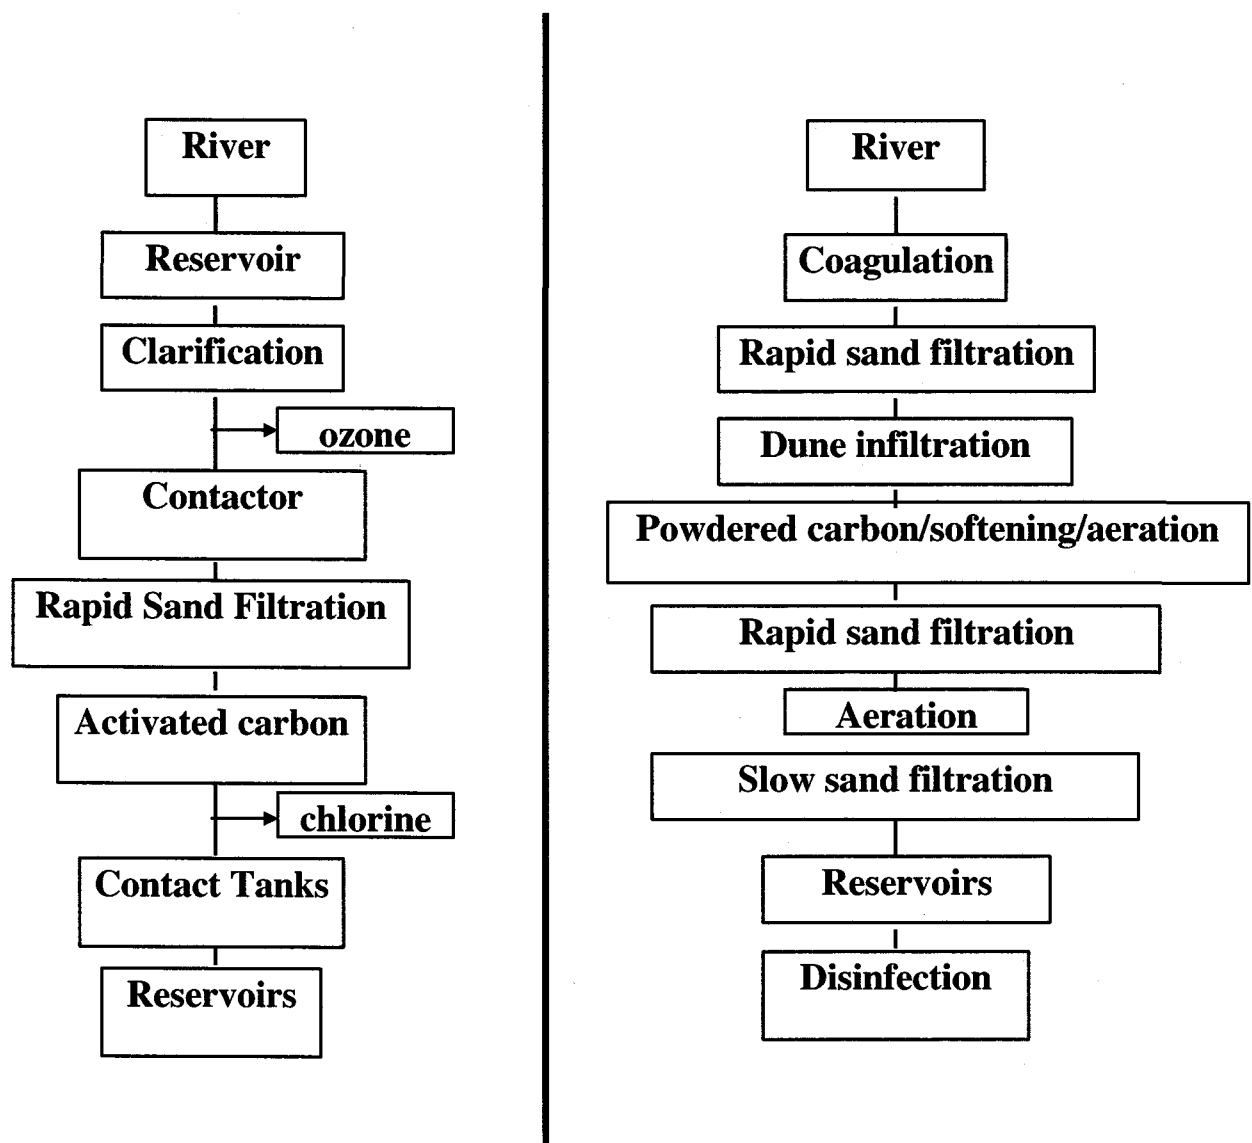 River
Reservoir
Clarification
ozone
Contactor
Rapid Sand Filtration
Activated carbon
chlorine
Contact Tanks
Reservoirs
River
Coagulation
Rapid sand filtration
Dune infiltration
Powdered carbon/softening/aeration
Rapid sand filtration
Aeration
Slow sand filtration
Reservoirs
Disinfection